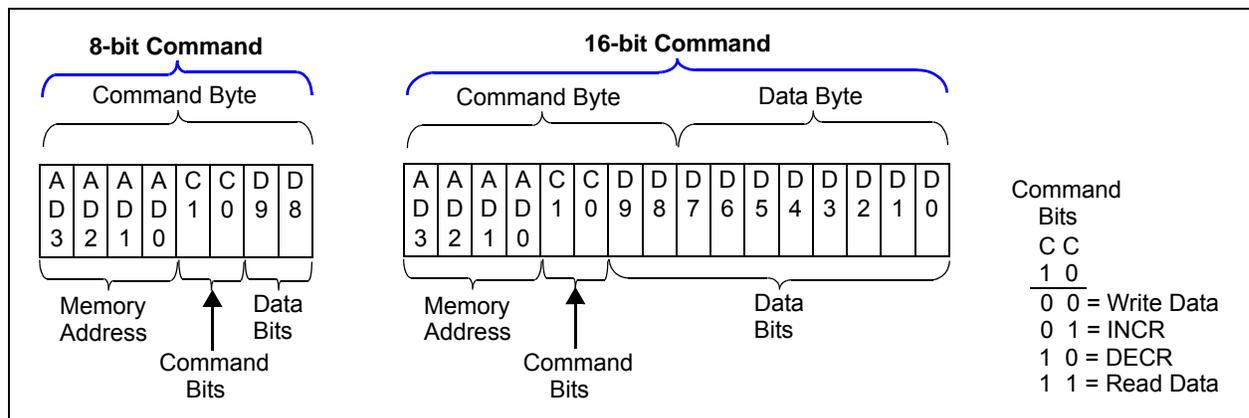 8-bit Command
16-bit Command
Command Byte
Command Byte
Data Byte
A A A A C C D D
D D D D 1 0 9 8
3 2 1 0
A A A A C C D D D D D D D D D D
D D D D 1 0 9 8 7 6 5 4 3 2 1 0
3 2 1 0
Memory
Address
Command
Bits
Data
Bits
Memory
Address
Command
Bits
Data
Bits
Command
Bits
C C
1 0
0 0 = Write Data
0 1 = INCR
1 0 = DECR
1 1 = Read Data